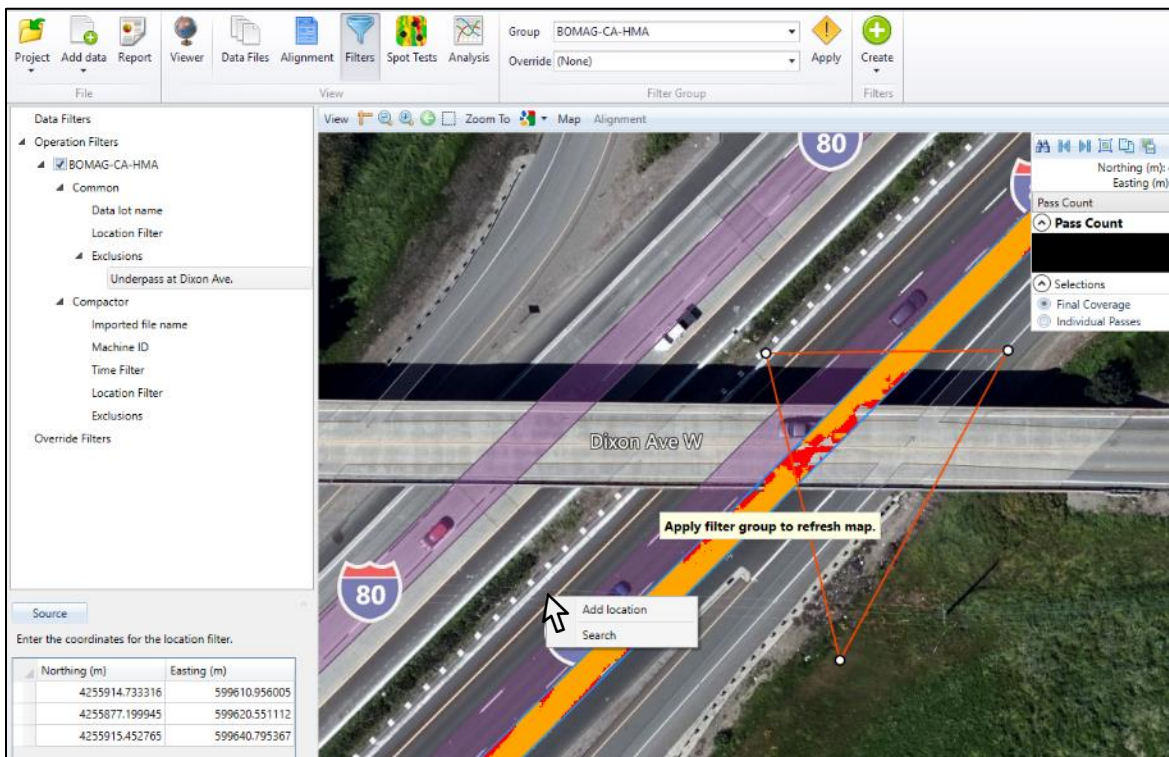 Project
Add data
Report
Viewer
Data Files
Alignment
Filters
Spot Tests
Analysis
Group
BOMAG-CA-HMA
Override
(None)
Apply
Create
File
View
Filter Group
Filters
Data Filters
Operation Filters
BOMAG-CA-HMA
Common
Data lot name
Location Filter
Exclusions
Underpass at Dixon Ave.
Compactor
Imported file name
Machine ID
Time Filter
Location Filter
Exclusions
Override Filters
View
Zoom To
Map
Alignment
80
Northing (m):
Easting (m)
Pass Count
Pass Count
Selections
Final Coverage
Individual Passes
Dixon Ave W
Apply filter group to refresh map.
80
Add location
Search
Source
Enter the coordinates for the location filter.
Northing (m) Easting (m)
4255914.733316 599610.956005
4255877.199945 599620.551112
4255915.452765 599640.795367